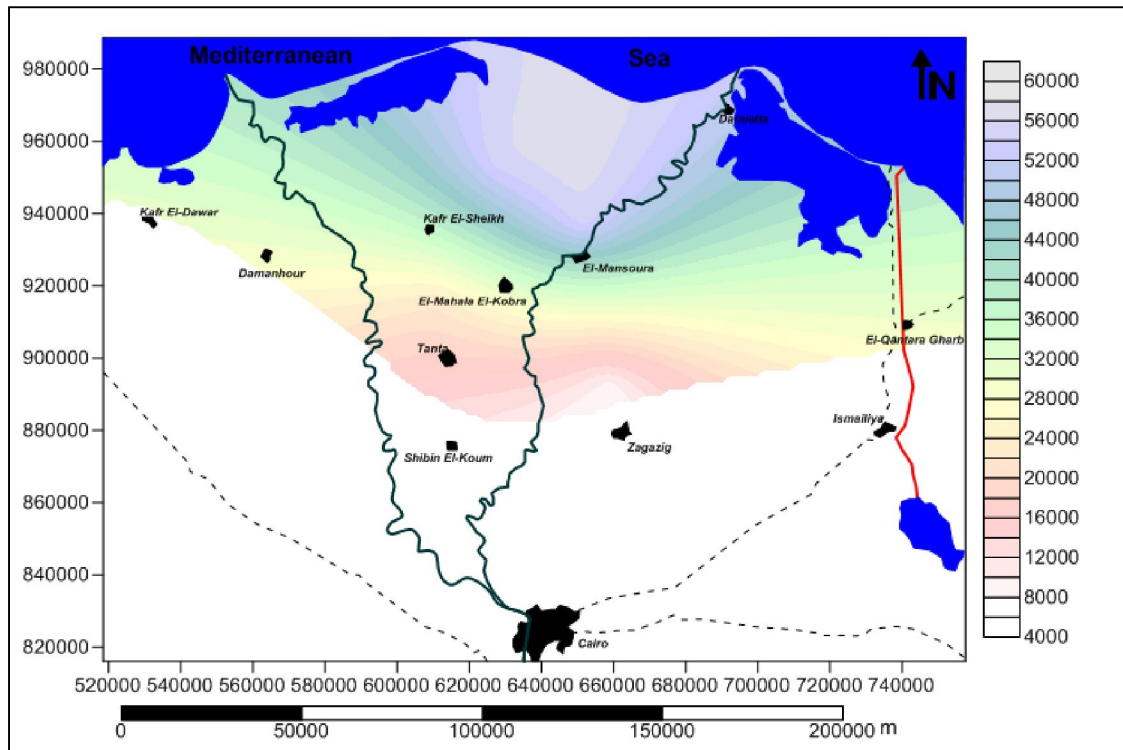 Mediterranean Sea
N
980000
960000
940000
920000
900000
880000
860000
840000
820000
Damietta
Kafr El-Dawar
Kafr El-Sheikh
Damanhour
El-Mansoura
El-Mahala El-Kobra
Tanta
El-Qantara Gharb
Ismailiya
Zagazig
Shibin El-Koum
Cairo
60000
56000
52000
48000
44000
40000
36000
32000
28000
24000
20000
16000
12000
8000
4000
520000 540000 560000 580000 600000 620000 640000 660000 680000 700000 720000 740000
0 50000 100000 150000 200000 m